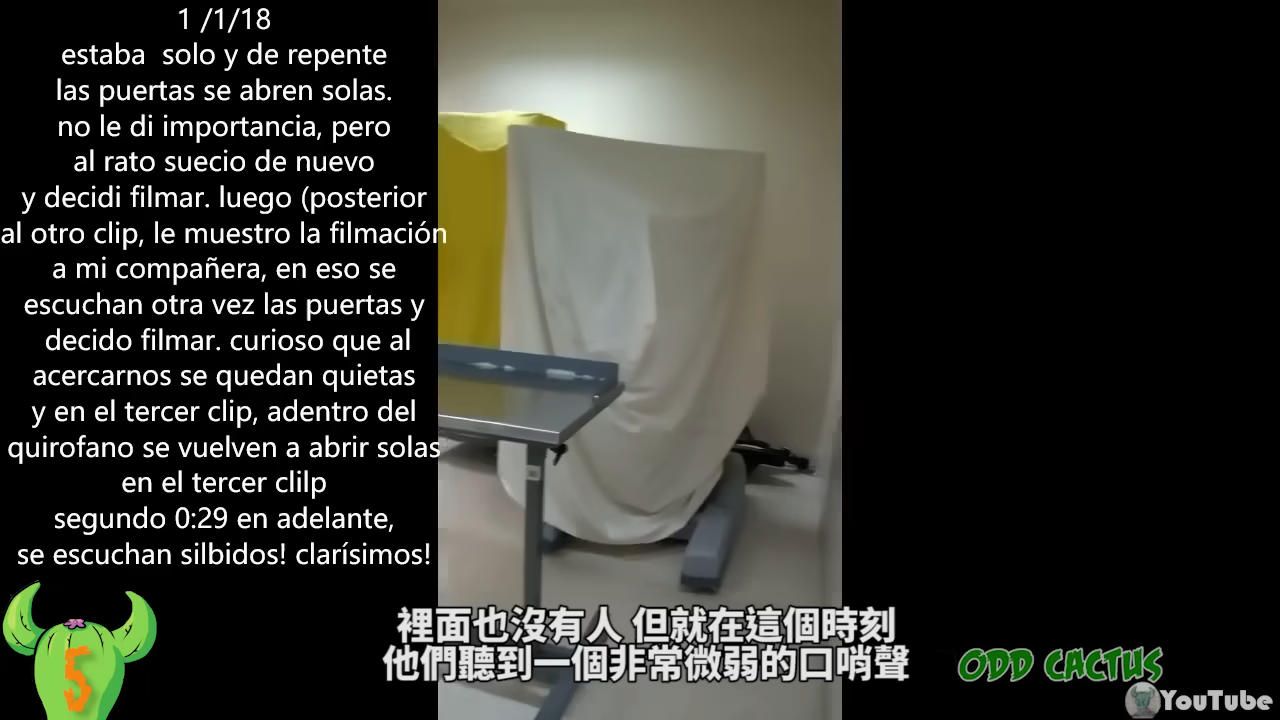 1 /1/18
estaba  solo y de repente
las puertas se abren solas.
no le di importancia, pero
al rato suecio de nuevo
y decidi filmar. luego (posterior
al otro clip, le muestro la filmación
a mi compañera, en eso se
escuchan otra vez las puertas y
decido filmar. curioso que al
acercarnos se quedan quietas
y en el tercer clip, adentro del
quirofano se vuelven a abrir solas
en el tercer clilp
segundo 0:29 en adelante,
se escuchan silbidos! clarísimos!
5
裡面也沒有人 但就在這個時刻
他們聽到一個非常微弱的口哨聲
ODD CACTUS
YouTube